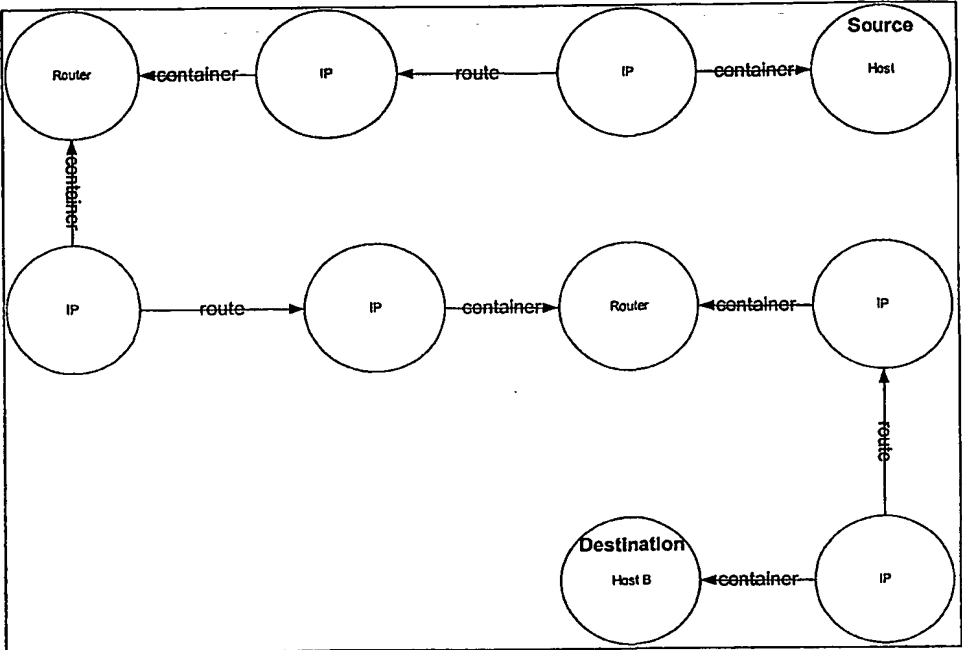 Source
Router
container
IP
route
IP
container
Host
container
IP
route
IP
container
Router
container
IP
route
Destination
Host B
container
IP